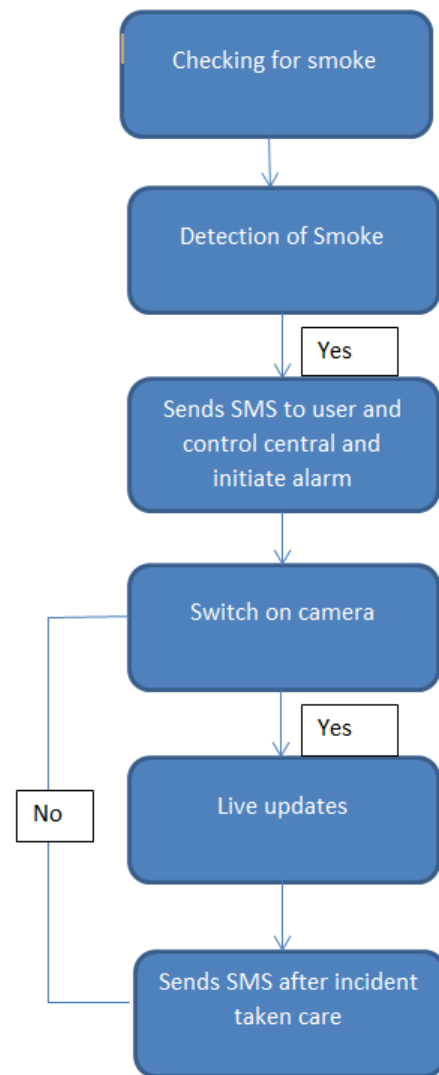 Checking for smoke
Detection of Smoke
Yes
Sends SMS to user and
control central and
initiate alarm
Switch on camera
Yes
No
Live updates
Sends SMS after incident
taken care